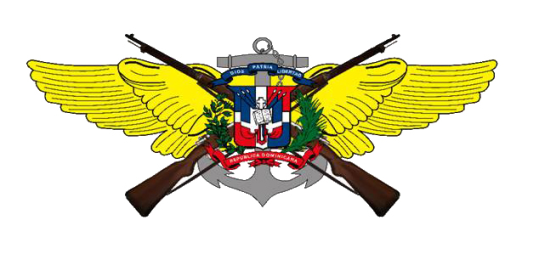 DIOS PATRIA LIBERTAD
REPUBLICA DOMINICANA